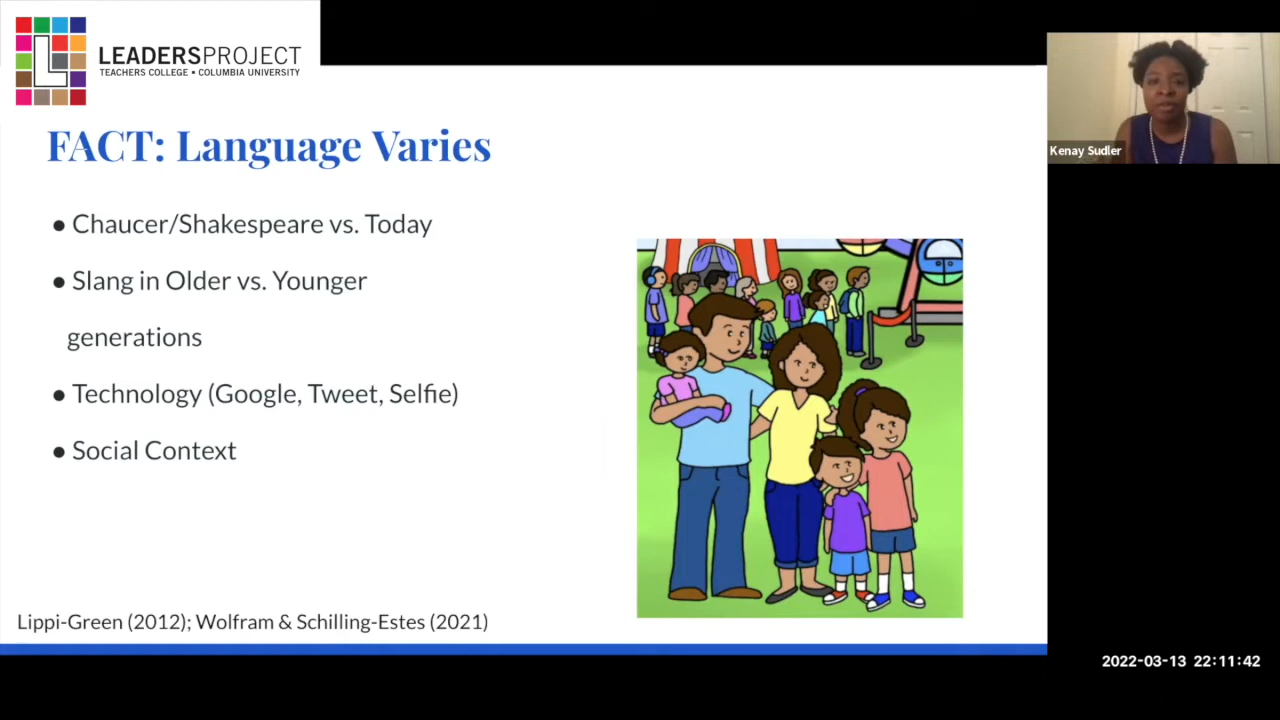 LEADERSPROJECT
TEACHERS COLLEGE ▪ COLUMBIA UNIVERSITY
FACT: Language Varies
● Chaucer/Shakespeare vs. Today
● Slang in Older vs. Younger
generations
● Technology (Google, Tweet, Selfie)
● Social Context
Lippi-Green (2012); Wolfram & Schilling-Estes (2021)
Kenay Sudler
2022-03-13 22:11:42